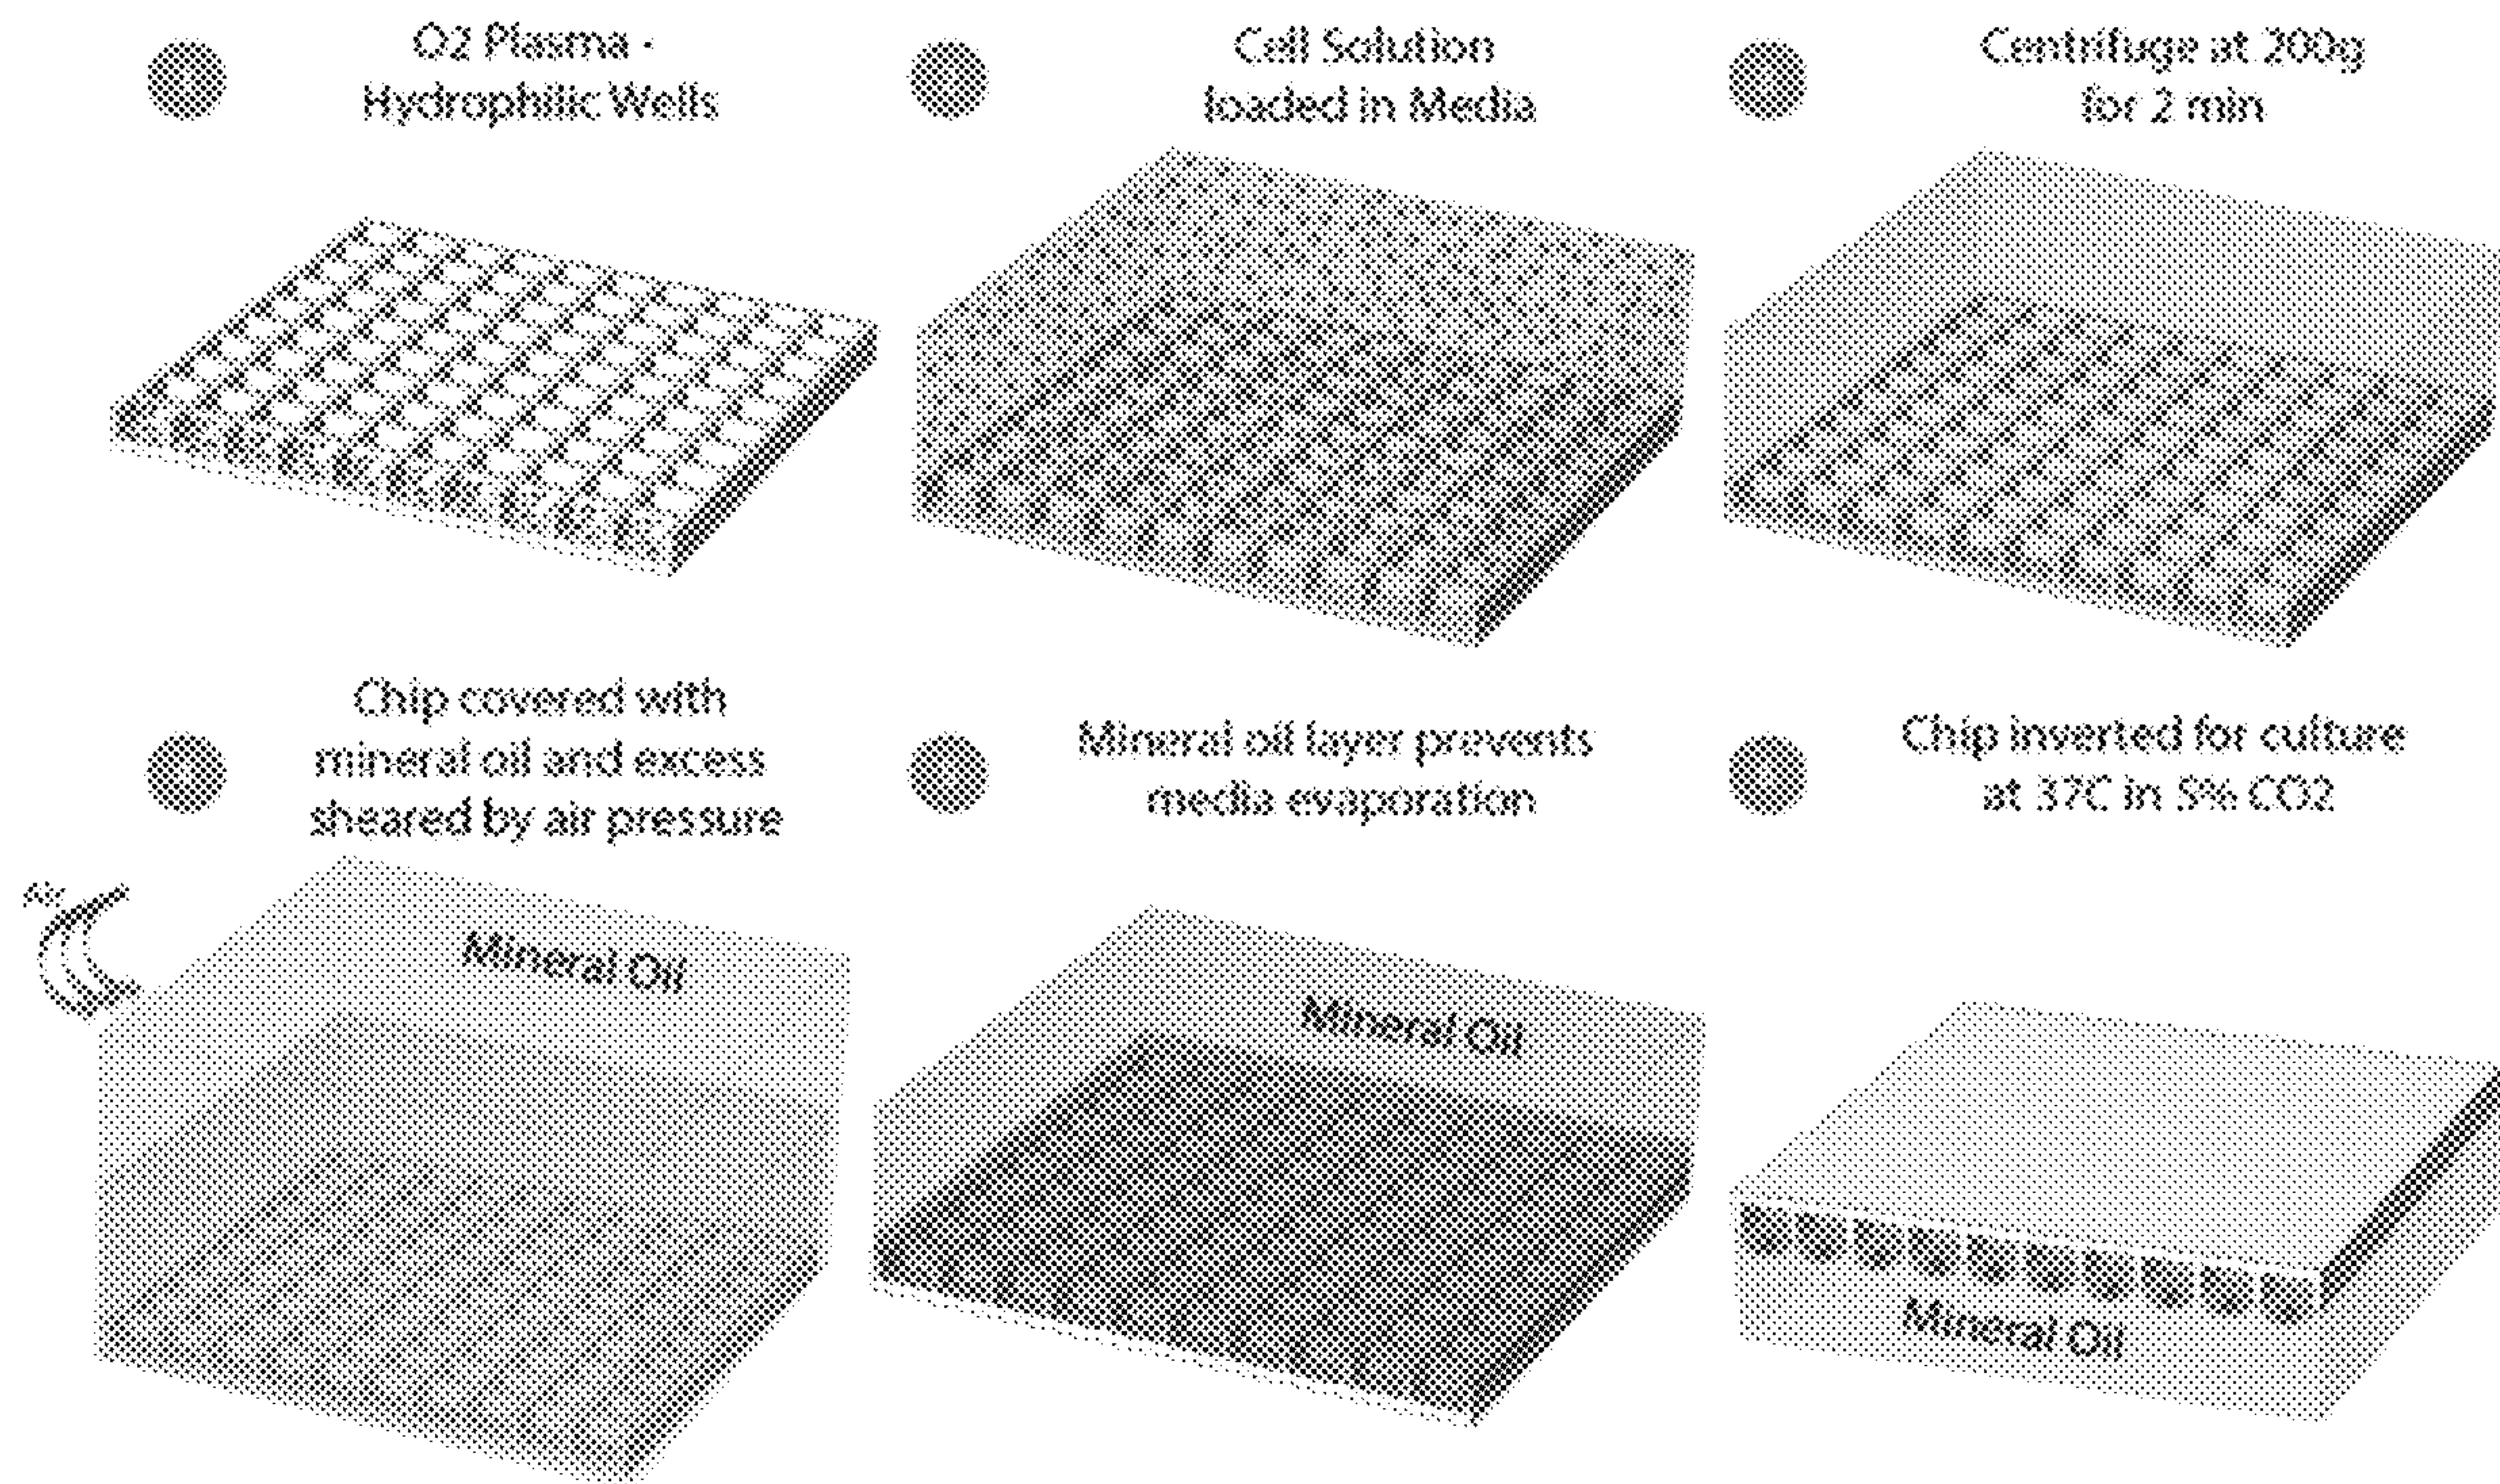 O2 Plasma -
Hydrophilic Wells
Cell Solution
loaded in Media
Centrifuge at 200g
for 2 min
Chip covered with
mineral oil and excess
sheared by air pressure
Mineral oil layer prevents
media evaporation
Chip inverted for culture
at 37C in 5% CO2
Air
Mineral Oil
Mineral Oil
Mineral Oil